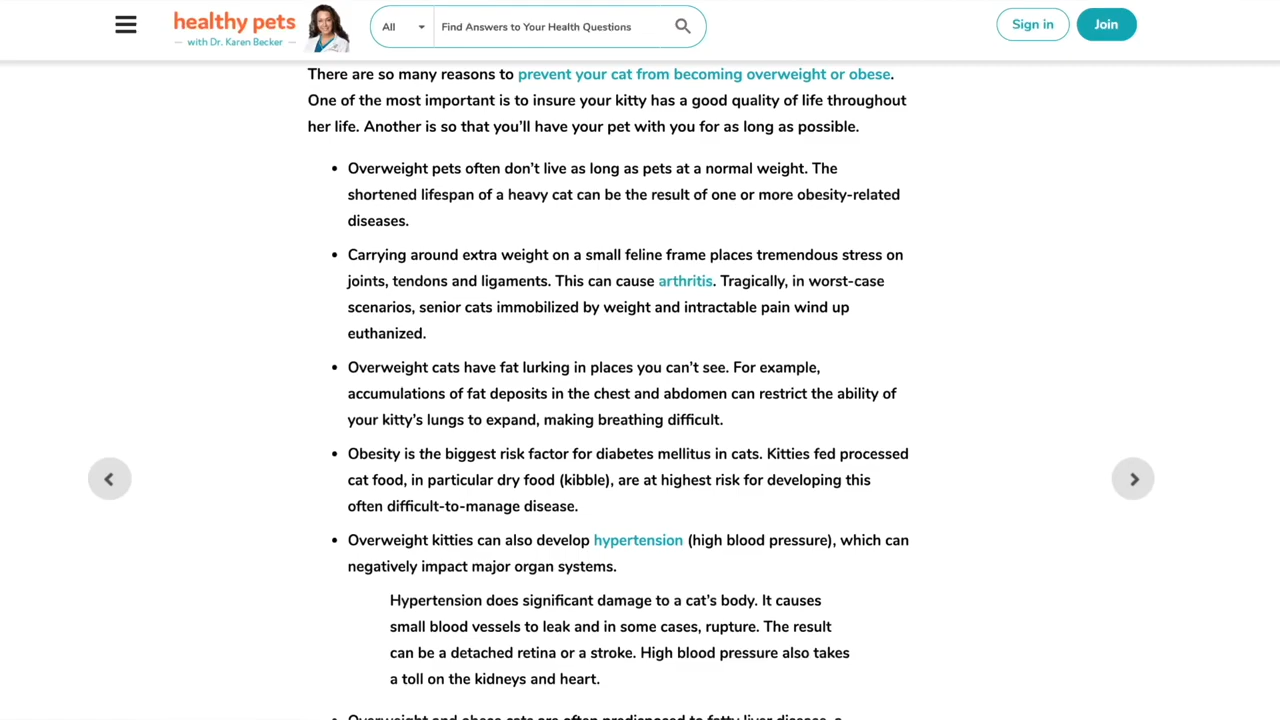 healthy pets
with Dr. Karen Becker
All
Find Answers to Your Health Questions
Sign in
Join
There are so many reasons to prevent your cat from becoming overweight or obese.
One of the most important is to insure your kitty has a good quality of life throughout
her life. Another is so that you’ll have your pet with you for as long as possible.
• Overweight pets often don’t live as long as pets at a normal weight. The
shortened lifespan of a heavy cat can be the result of one or more obesity-related
diseases.
• Carrying around extra weight on a small feline frame places tremendous stress on
joints, tendons and ligaments. This can cause arthritis. Tragically, in worst-case
scenarios, senior cats immobilized by weight and intractable pain wind up
euthanized.
• Overweight cats have fat lurking in places you can’t see. For example,
accumulations of fat deposits in the chest and abdomen can restrict the ability of
your kitty’s lungs to expand, making breathing difficult.
• Obesity is the biggest risk factor for diabetes mellitus in cats. Kitties fed processed
cat food, in particular dry food (kibble), are at highest risk for developing this
often difficult-to-manage disease.
• Overweight kitties can also develop hypertension (high blood pressure), which can
negatively impact major organ systems.
Hypertension does significant damage to a cat’s body. It causes
small blood vessels to leak and in some cases, rupture. The result
can be a detached retina or a stroke. High blood pressure also takes
a toll on the kidneys and heart.
• Overweight and obese cats are often predisposed to fatty liver disease, a